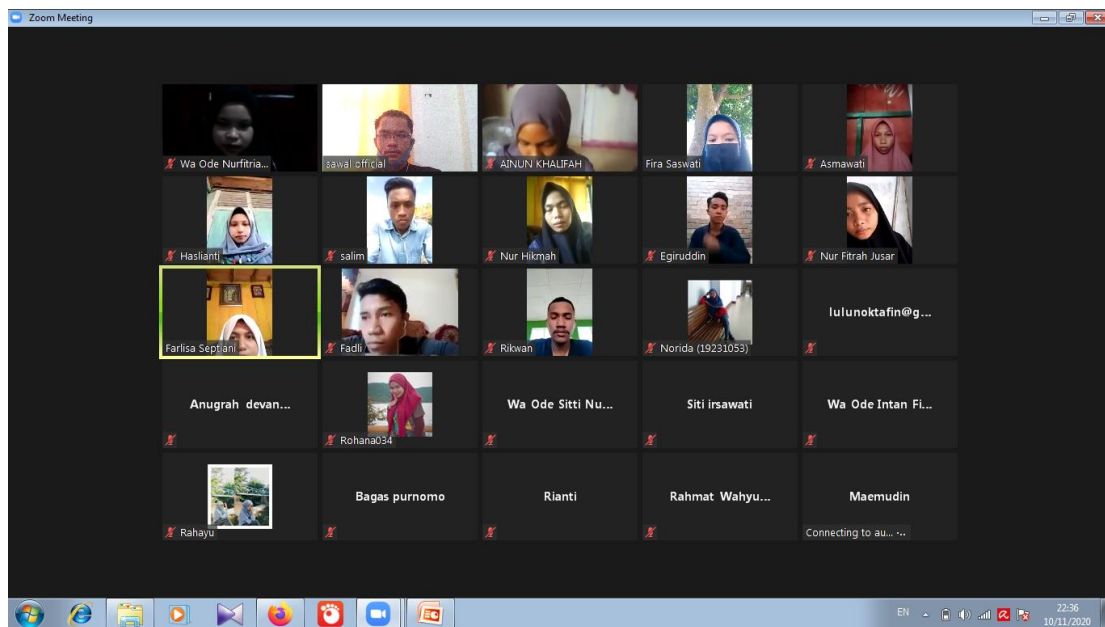 Zoom Meeting
Wa Ode Nurfitria...
sawal official
AINUN KHALIFAH
Fira Saswati
Asmawati
Haslianti
salim
Nur Hikmah
Egiruddin
Nur Fitrah Jusar
Farlisa Septiani
Fadli
Rikwan
Norida (19231053)
lulunoktafin@g...
Anugrah devan...
Rohana034
Wa Ode Sitti Nu...
Siti irsawati
Wa Ode Intan Fi...
Rahayu
Bagas purnomo
Rianti
Rahmat Wahyu...
Maemudin
Connecting to au... ...
EN
22:36
10/11/2020